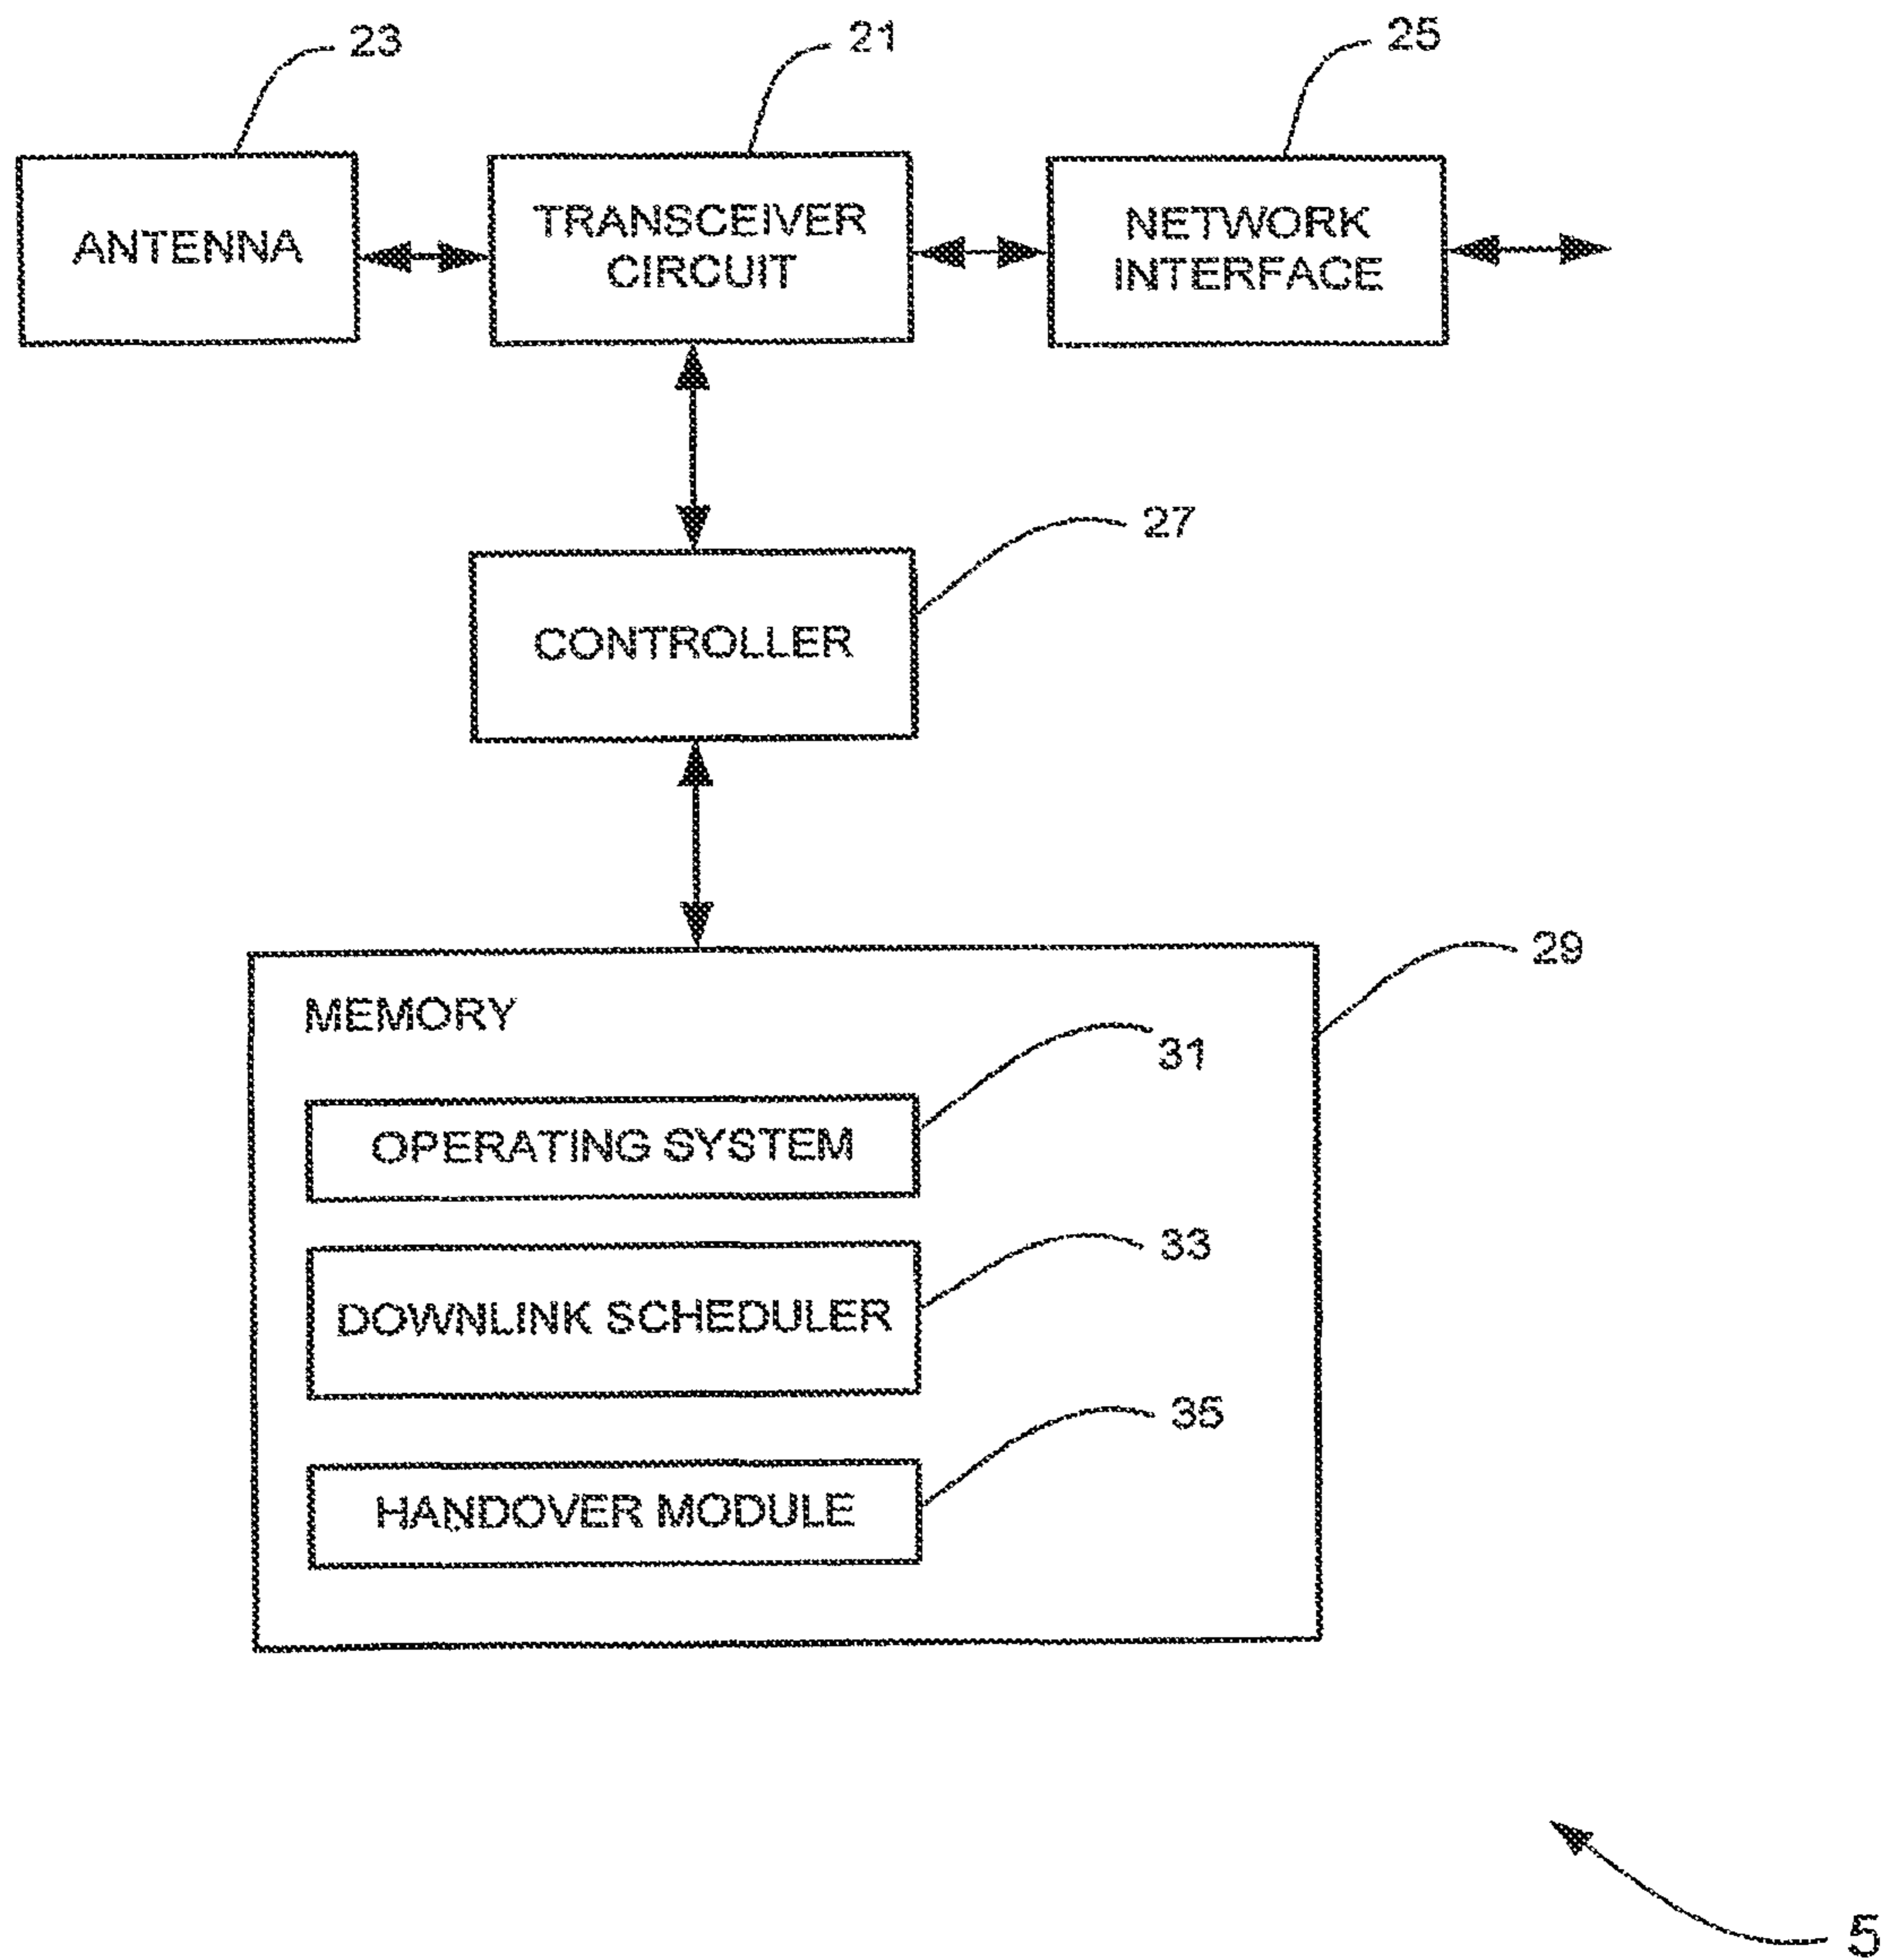 23
21
25
ANTENNA
TRANSCEIVER
CIRCUIT
NETWORK
INTERFACE
27
CONTROLLER
29
MEMORY
31
OPERATING SYSTEM
33
DOWNLINK SCHEDULER
35
HANDOVER MODULE
5